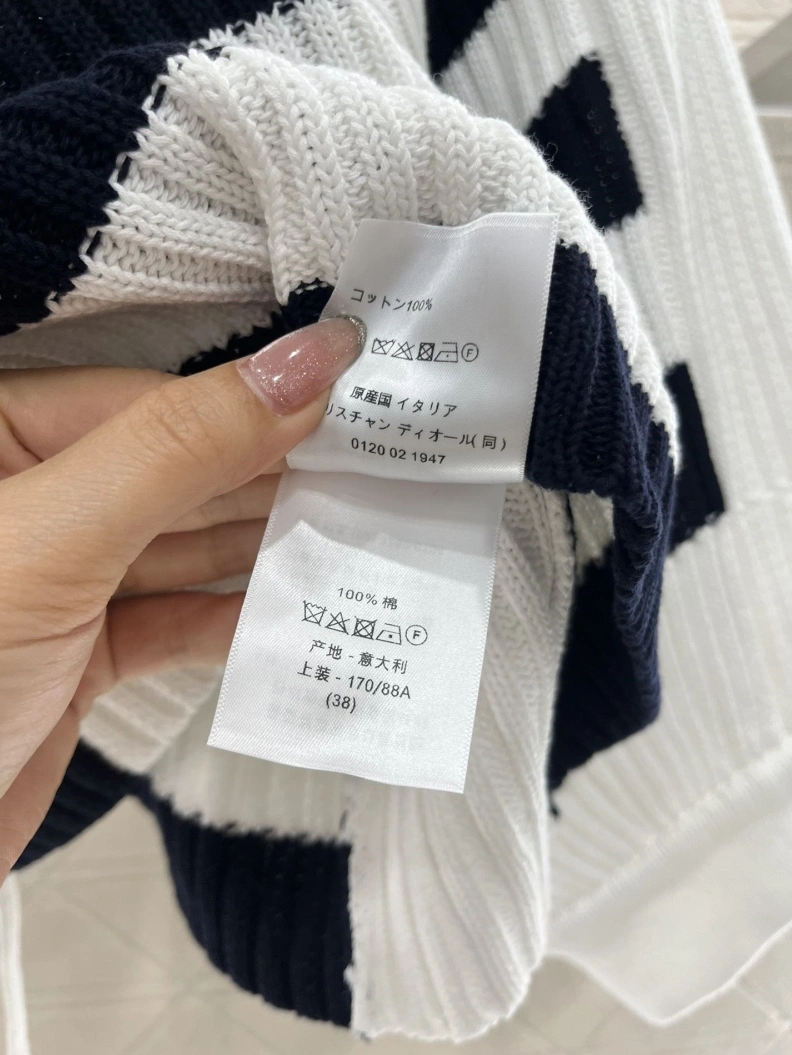 コットン100%
F
原産国 イタリア
リスチャン ディオール(同)
0120 02 1947
100% 棉
F
产地 - 意大利
上装 - 170/88A
(38)